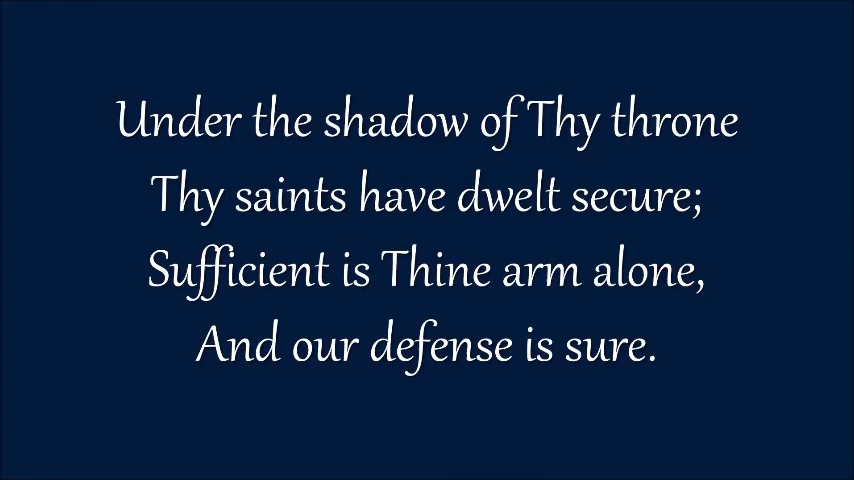 Under the shadow of Thy throne
Thy saints have dwelt secure;
Sufficient is Thine arm alone,
And our defense is sure.